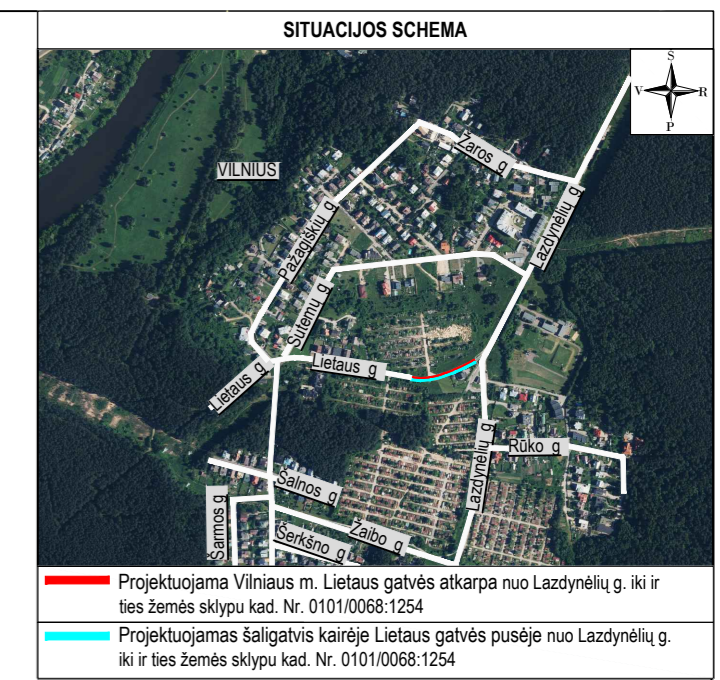 SITUACIJOS SCHEMA
S
V R
P
VILNIUS
Žaros g
Lazdynėlių g
Pažagiškių g
Sutemų g
Lietaus g
Lietaus g
Lazdynėlių g
Rūko g
Šalnos g
Šarmos g
Žaibo g
Šerkšno g
Projektuojama Vilniaus m. Lietaus gatvės atkarpa nuo Lazdynėlių g. iki ir
ties žemės sklypu kad. Nr. 0101/0068:1254
Projektuojamas šaligatvis kairėje Lietaus gatvės pusėje nuo Lazdynėlių g.
iki ir ties žemės sklypu kad. Nr. 0101/0068:1254